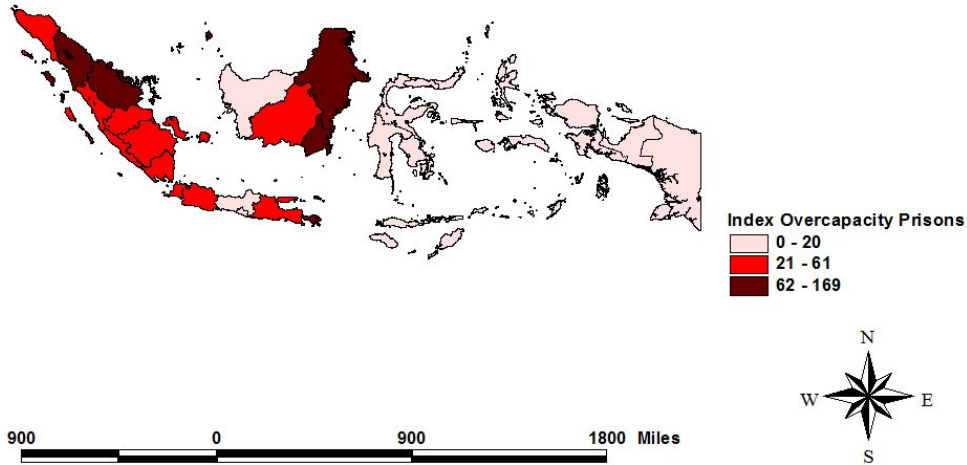 Index Overcapacity Prisons
0 - 20
21 - 61
62 - 169
N
W E
S
900 0 900 1800 Miles